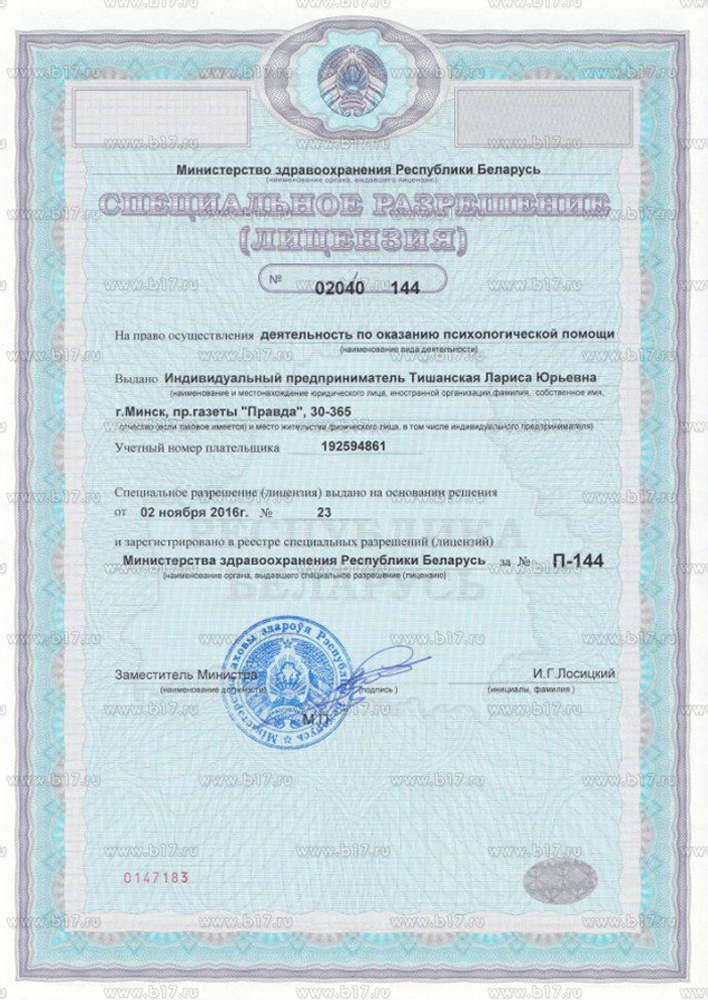 Министерство здравоохранения Республики Беларусь
(наименование органа, выдавшего лицензию)
СПЕЦИАЛЬНОЕ РАЗРЕШЕНИЕ
(ЛИЦЕНЗИЯ)
№ 02040 / 144
На право осуществления деятельность по оказанию психологической помощи
(наименование вида деятельности)
Выдано Индивидуальный предприниматель Тишанская Лариса Юрьевна
(наименование и местонахождение юридического лица, иностранной организации, фамилия, собственное имя,
г.Минск, пр.газеты "Правда", 30-365
отчество (если таковое имеется) и место жительства физического лица, в том числе индивидуального предпринимателя)
Учетный номер плательщика 192594861
Специальное разрешение (лицензия) выдано на основании решения
от 02 ноября 2016г. № 23
РЕСПУБЛИКА
и зарегистрировано в реестре специальных разрешений (лицензий)
Министерства здравоохранения Республики Беларусь за № П-144
(наименование органа, выдавшего специальное разрешение (лицензию)
БЕЛАРУСЬ
Заместитель Министра И.Г.Лосицкий
(наименование должности) (подпись) (инициалы, фамилия)
М.П.
аховы здароўя Рэспублікі Беларусь ☆ Міністэрс
0147183
www.b17.ru